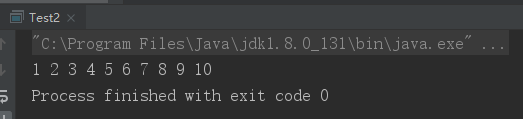 Test2 ×
"C:\Program Files\Java\jdk1.8.0_131\bin\java.exe" ...
1 2 3 4 5 6 7 8 9 10
Process finished with exit code 0